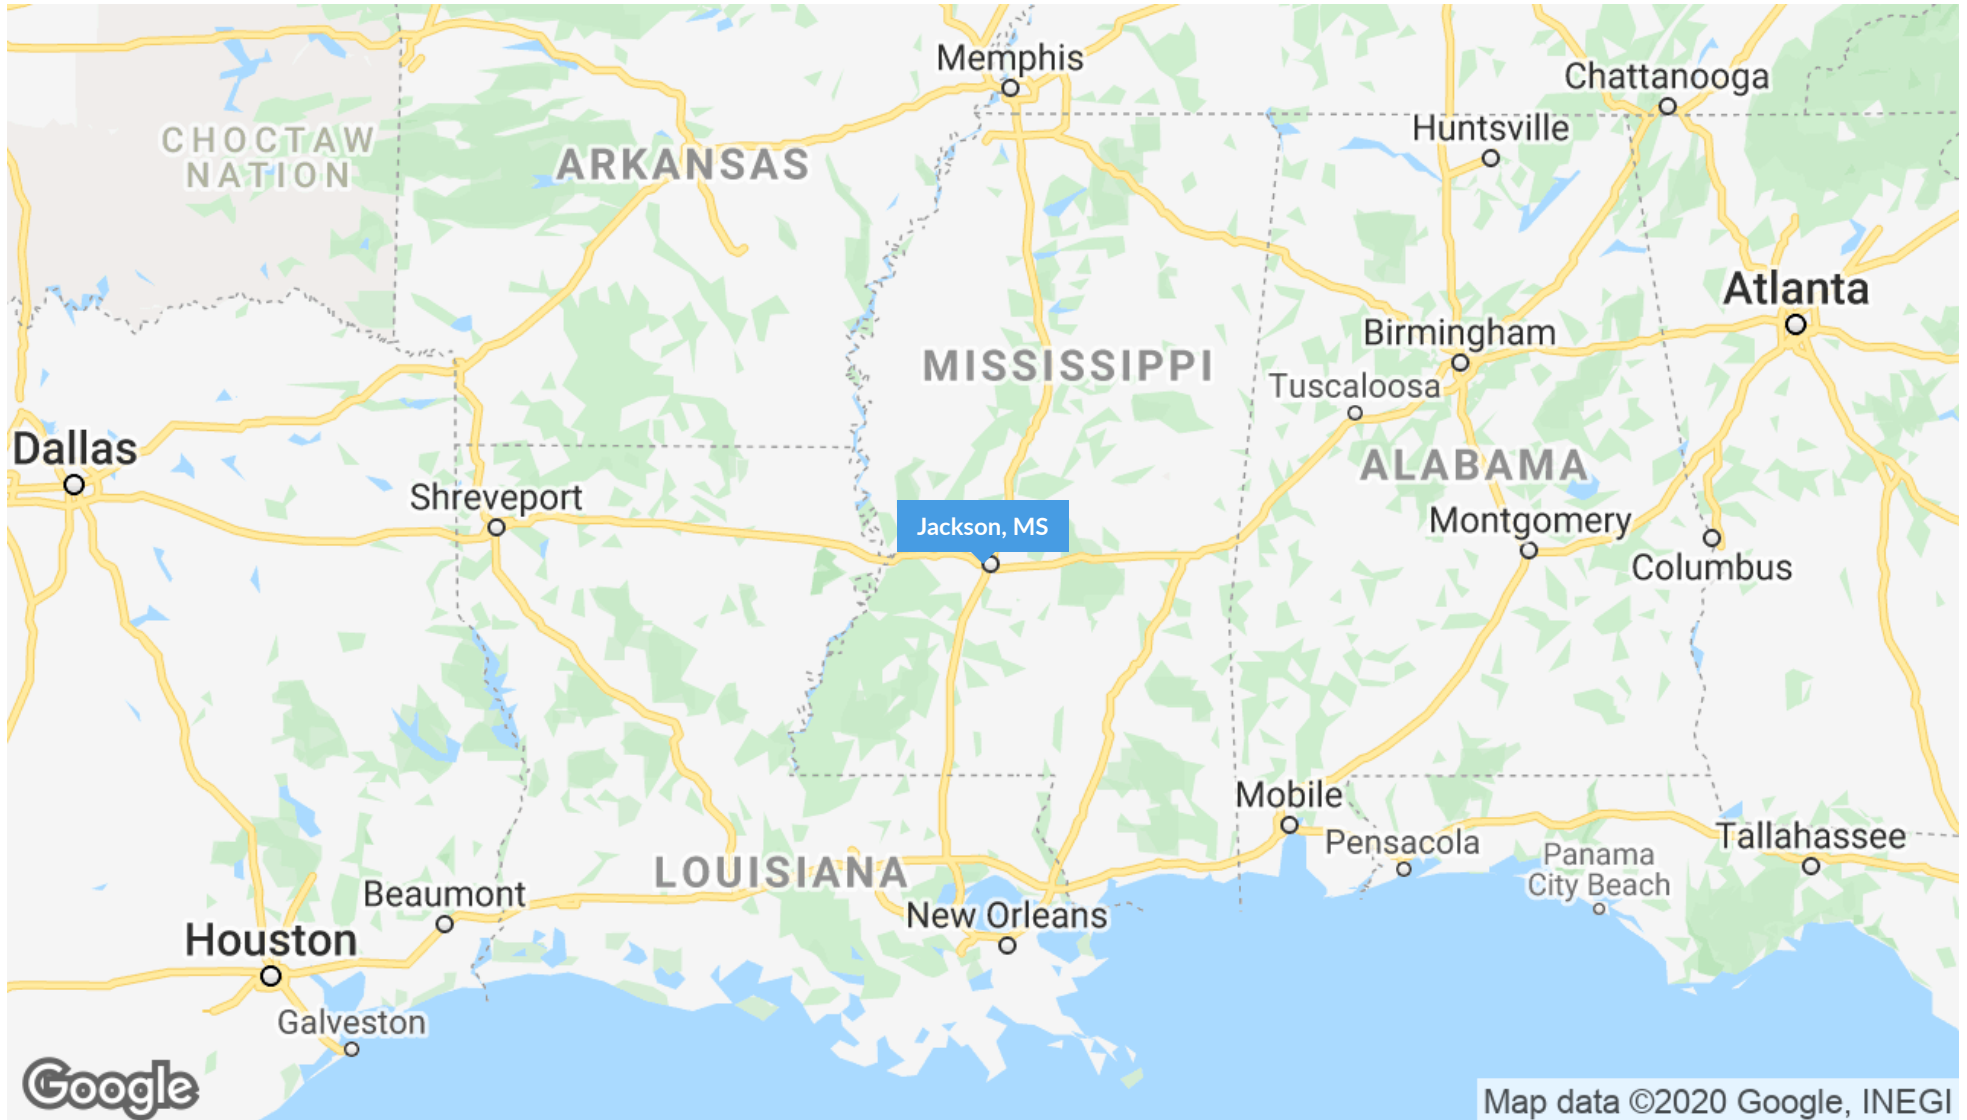 Memphis
Chattanooga
Huntsville
CHOCTAW
NATION
ARKANSAS
Atlanta
Birmingham
MISSISSIPPI
Tuscaloosa
Dallas
ALABAMA
Shreveport
Jackson, MS
Montgomery
Columbus
Mobile
Tallahassee
Pensacola
Panama
City Beach
LOUISIANA
Beaumont
New Orleans
Houston
Galveston
Google
Map data ©2020 Google, INEGI